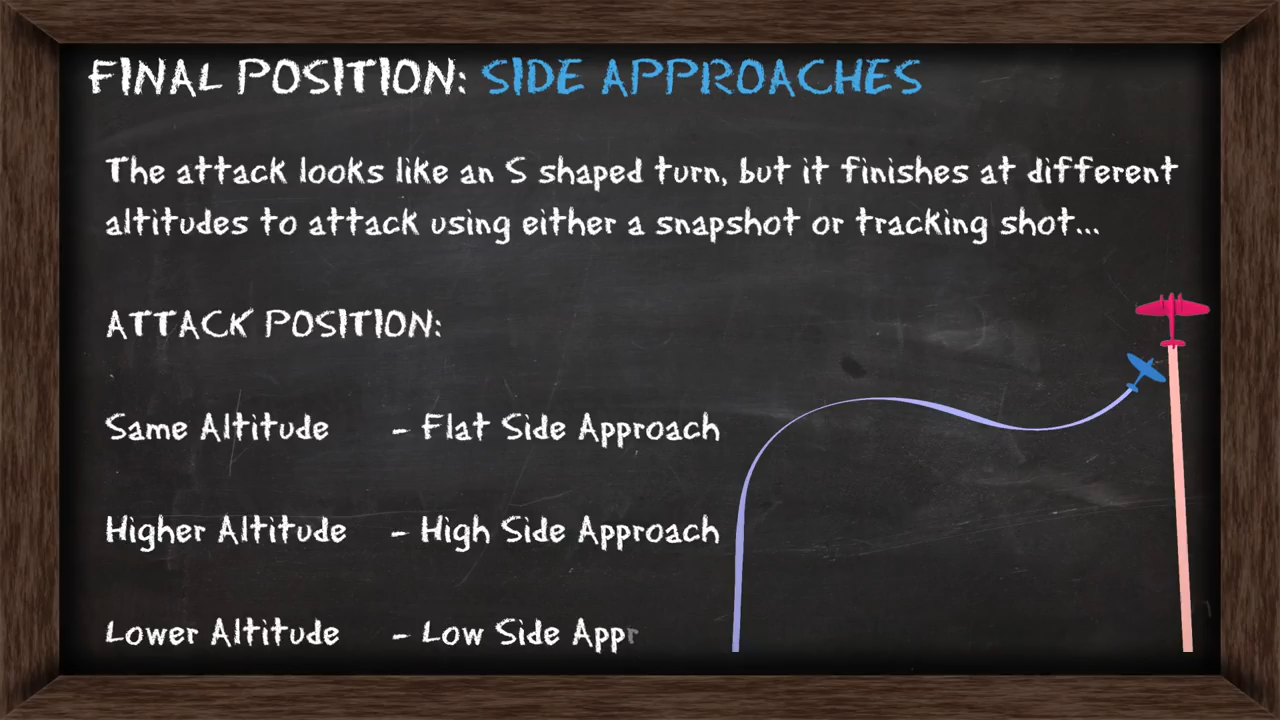 FINAL POSITION: SIDE APPROACHES
The attack looks like an S shaped turn, but it finishes at different
altitudes to attack using either a snapshot or tracking shot...
ATTACK POSITION:
Same Altitude - Flat Side Approach
Higher Altitude - High Side Approach
Lower Altitude - Low Side Appr